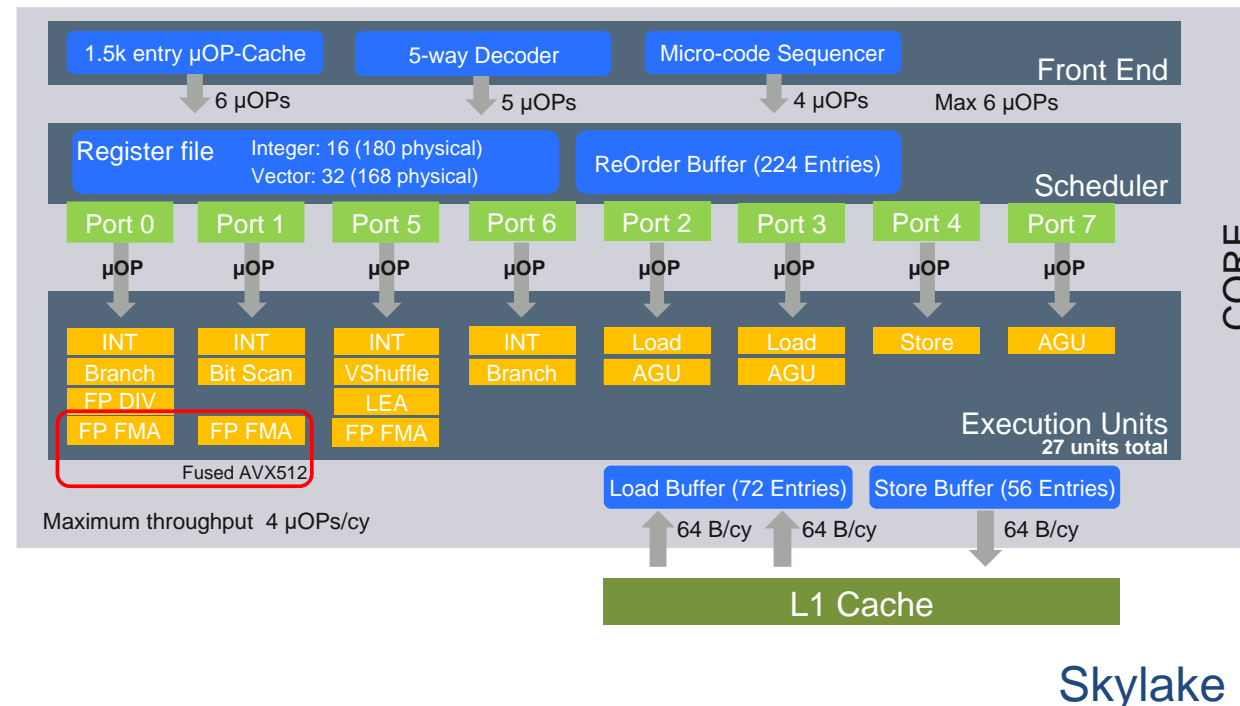 1.5k entry µOP-Cache
5-way Decoder
Micro-code Sequencer
Front End
6 µOPs
5 µOPs
4 µOPs
Max 6 µOPs
Register file
Integer: 16 (180 physical)
Vector: 32 (168 physical)
ReOrder Buffer (224 Entries)
Scheduler
Port 0
Port 1
Port 5
Port 6
Port 2
Port 3
Port 4
Port 7
µOP
µOP
µOP
µOP
µOP
µOP
µOP
µOP
CORE
INT
INT
INT
INT
Load
Load
Store
AGU
Branch
Bit Scan
VShuffle
Branch
AGU
AGU
FP DIV
LEA
FP FMA
FP FMA
FP FMA
Execution Units
27 units total
Fused AVX512
Load Buffer (72 Entries)
Store Buffer (56 Entries)
Maximum throughput 4 µOPs/cy
64 B/cy
64 B/cy
64 B/cy
L1 Cache
Skylake